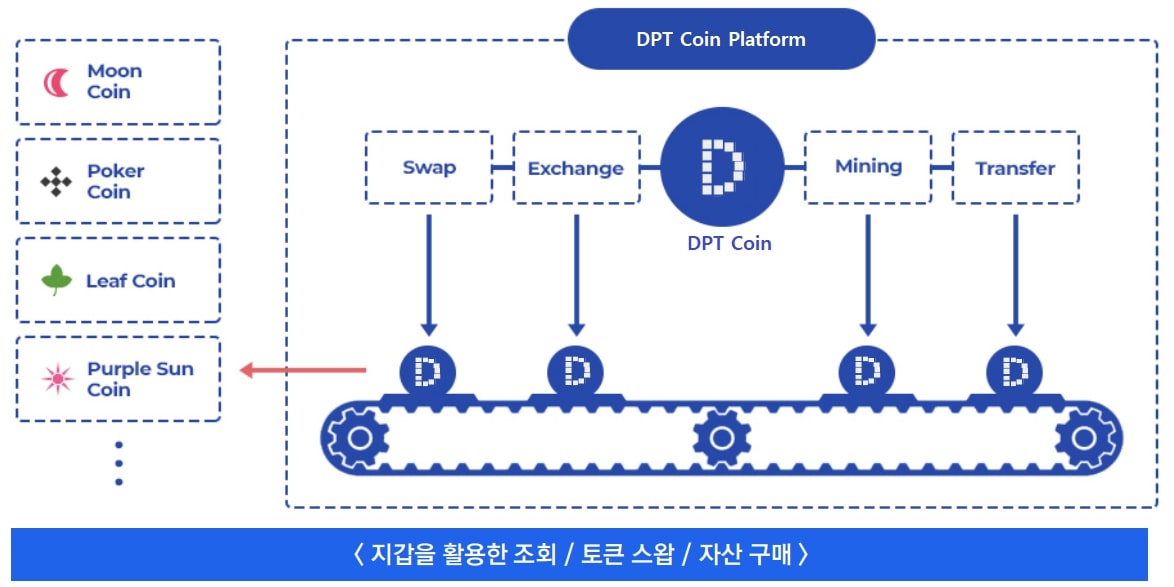 DPT Coin Platform
Moon
Coin
Poker
Coin
Leaf Coin
Purple Sun
Coin
Swap
Exchange
D
Mining
Transfer
DPT Coin
D
D
D
D
〈 지갑을 활용한 조회 / 토큰 스왑 / 자산 구매 〉